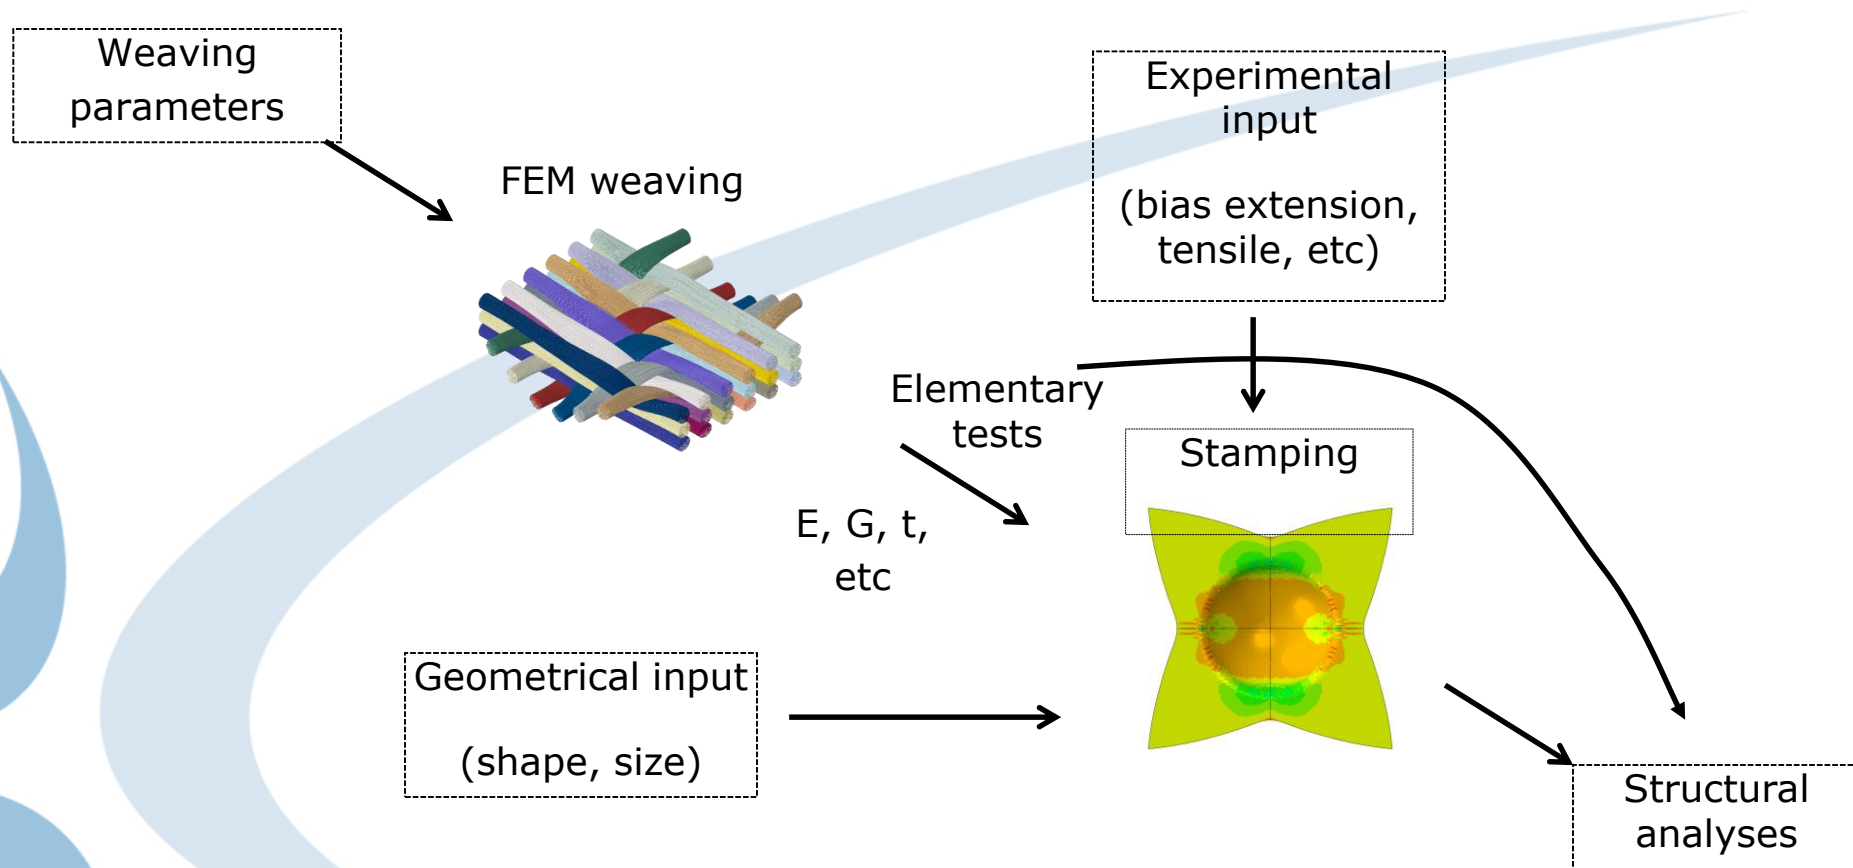 Weaving
parameters
FEM weaving
Experimental
input
(bias extension,
tensile, etc)
Elementary
tests
Stamping
E, G, t,
etc
Geometrical input
(shape, size)
Structural
analyses